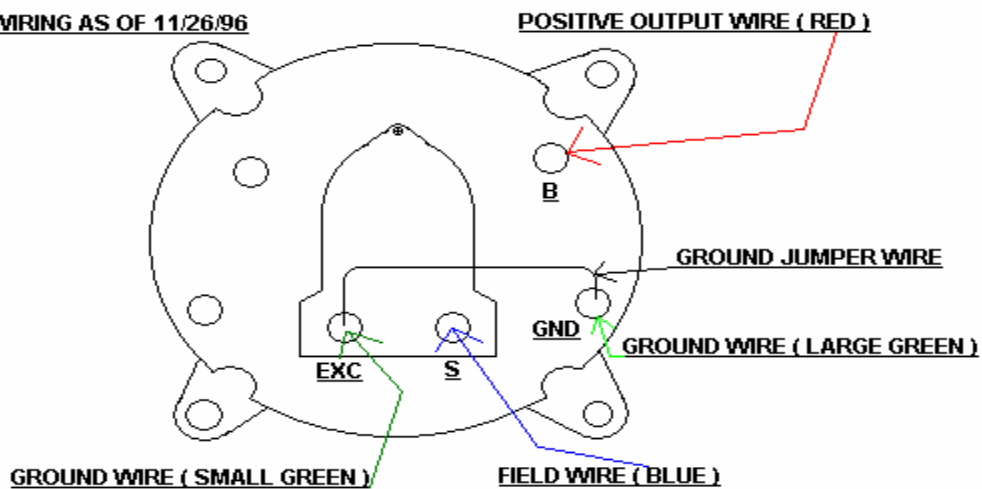 WIRING AS OF 11/26/96
POSITIVE OUTPUT WIRE ( RED )
B
GROUND JUMPER WIRE
GND
GROUND WIRE ( LARGE GREEN )
EXC
S
GROUND WIRE ( SMALL GREEN )
FIELD WIRE ( BLUE )